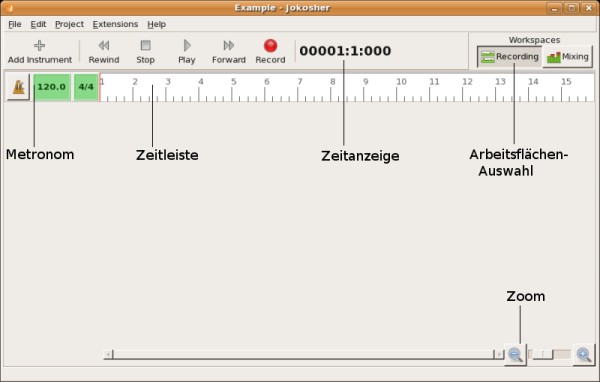 Example - Jokosher
File Edit Project Extensions Help
Add Instrument Rewind Stop Play Forward Record 00001:1:000
Workspaces
Recording Mixing
120.0 4/4 1 2 3 4 5 6 7 8 9 10 11 12 13 14 15
Metronom Zeitleiste Zeitanzeige Arbeitsflächen-
Auswahl
Zoom